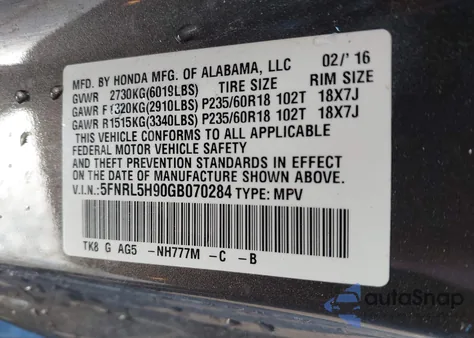 MFD. BY HONDA MFG. OF ALABAMA, LLC 02/' 16
GVWR 2730KG(6019LBS) TIRE SIZE RIM SIZE
GAWR F1320KG(2910LBS) P235/60R18 102T 18X7J
GAWR R1515KG(3340LBS) P235/60R18 102T 18X7J
THIS VEHICLE CONFORMS TO ALL APPLICABLE
FEDERAL MOTOR VEHICLE SAFETY
STANDARDS IN EFFECT
AND THEFT PREVENTION
ON THE DATE OF MANUFACTURE SHOWN ABOVE.
V.I.N.: 5FNRL5H90GB070284 TYPE: MPV
TK8 G AG5 -NH777M -C -B
autoSnap